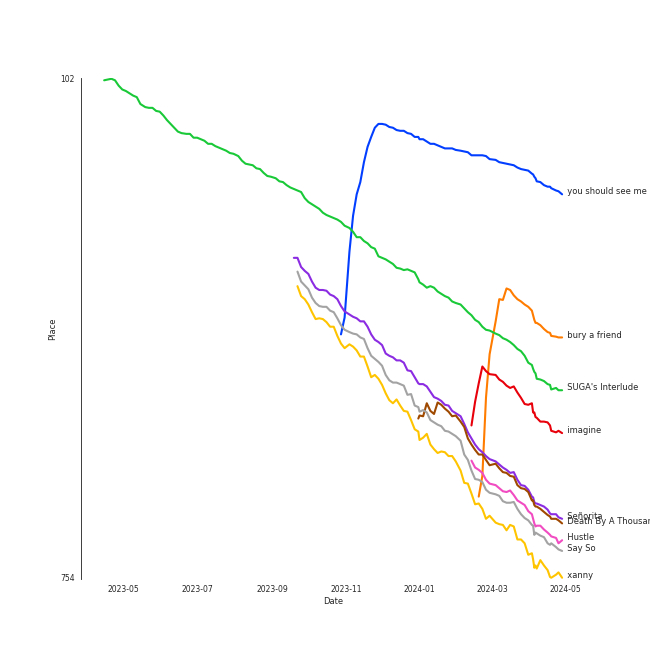 102
you should see me
bury a friend
SUGA's Interlude
imagine
Señorita
Death By A Thousan
Hustle
Say So
xanny
754
Place
2023-05
2023-07
2023-09
2023-11
2024-01
2024-03
2024-05
Date